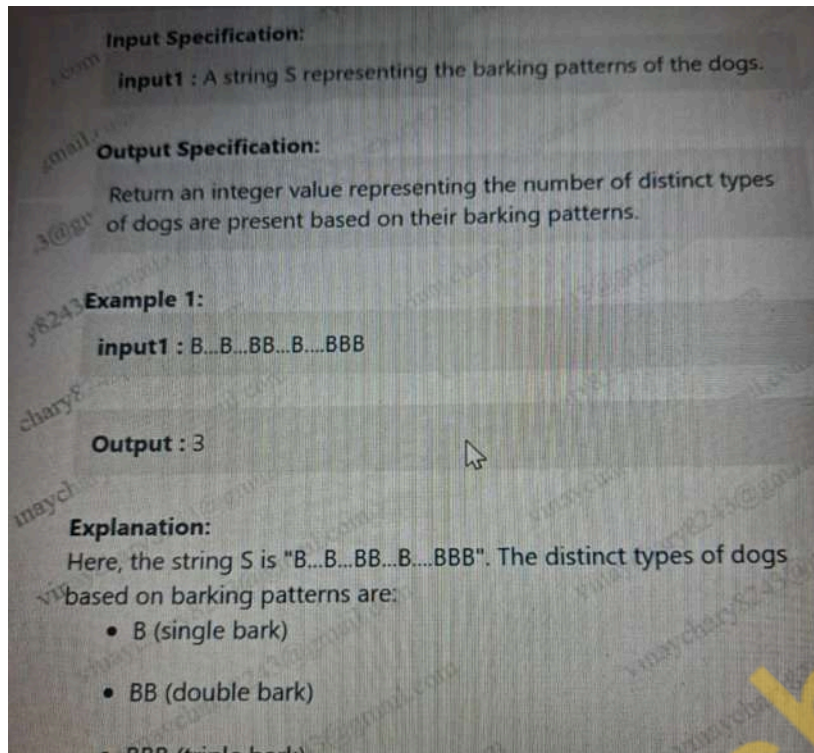 Input Specification:
input1 : A string S representing the barking patterns of the dogs.
Output Specification:
Return an integer value representing the number of distinct types
of dogs are present based on their barking patterns.
Example 1:
input1 : B...B...BB...B....BBB
Output : 3
Explanation:
Here, the string S is "B...B...BB...B....BBB". The distinct types of dogs
based on barking patterns are:
• B (single bark)
• BB (double bark)
• BBB (triple bark)